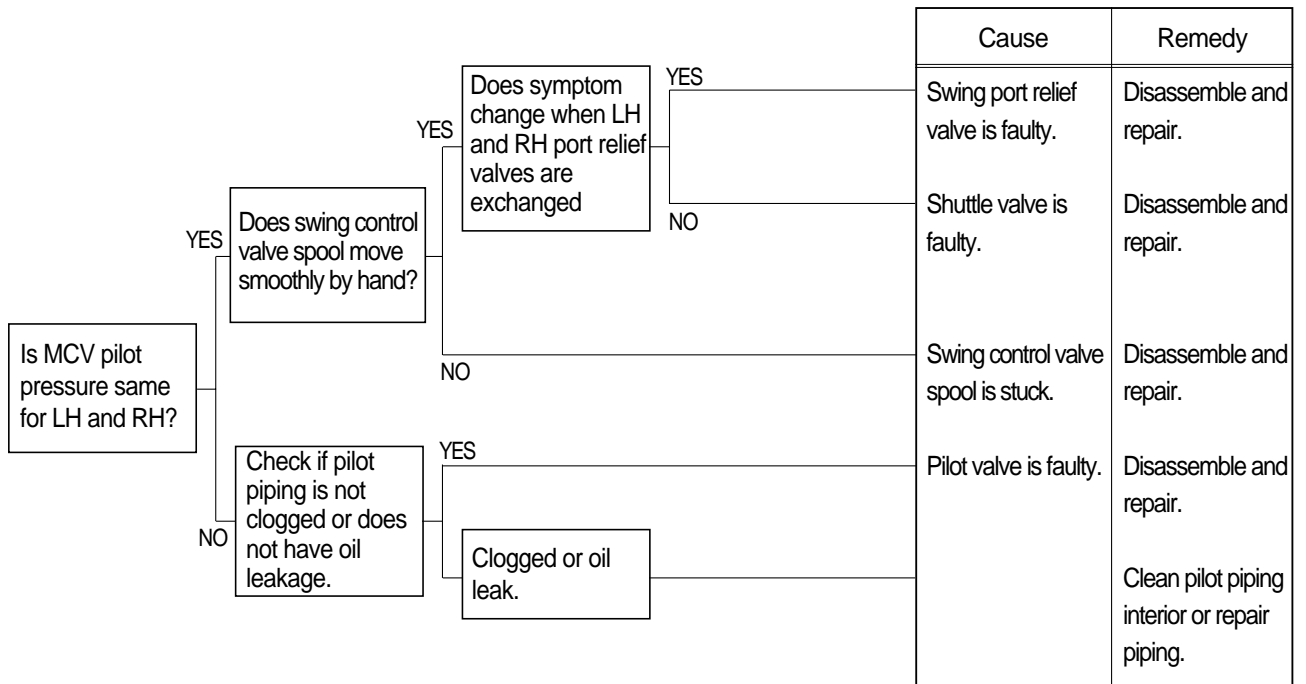 Cause
Remedy
Does symptom
change when LH
and RH port relief
valves are
exchanged
YES
Swing port relief
valve is faulty.
Disassemble and
repair.
YES
NO
Shuttle valve is
faulty.
Disassemble and
repair.
Does swing control
valve spool move
smoothly by hand?
YES
NO
Swing control valve
spool is stuck.
Disassemble and
repair.
Is MCV pilot
pressure same
for LH and RH?
NO
Check if pilot
piping is not
clogged or does
not have oil
leakage.
YES
Pilot valve is faulty.
Disassemble and
repair.
Clogged or oil
leak.
Clean pilot piping
interior or repair
piping.